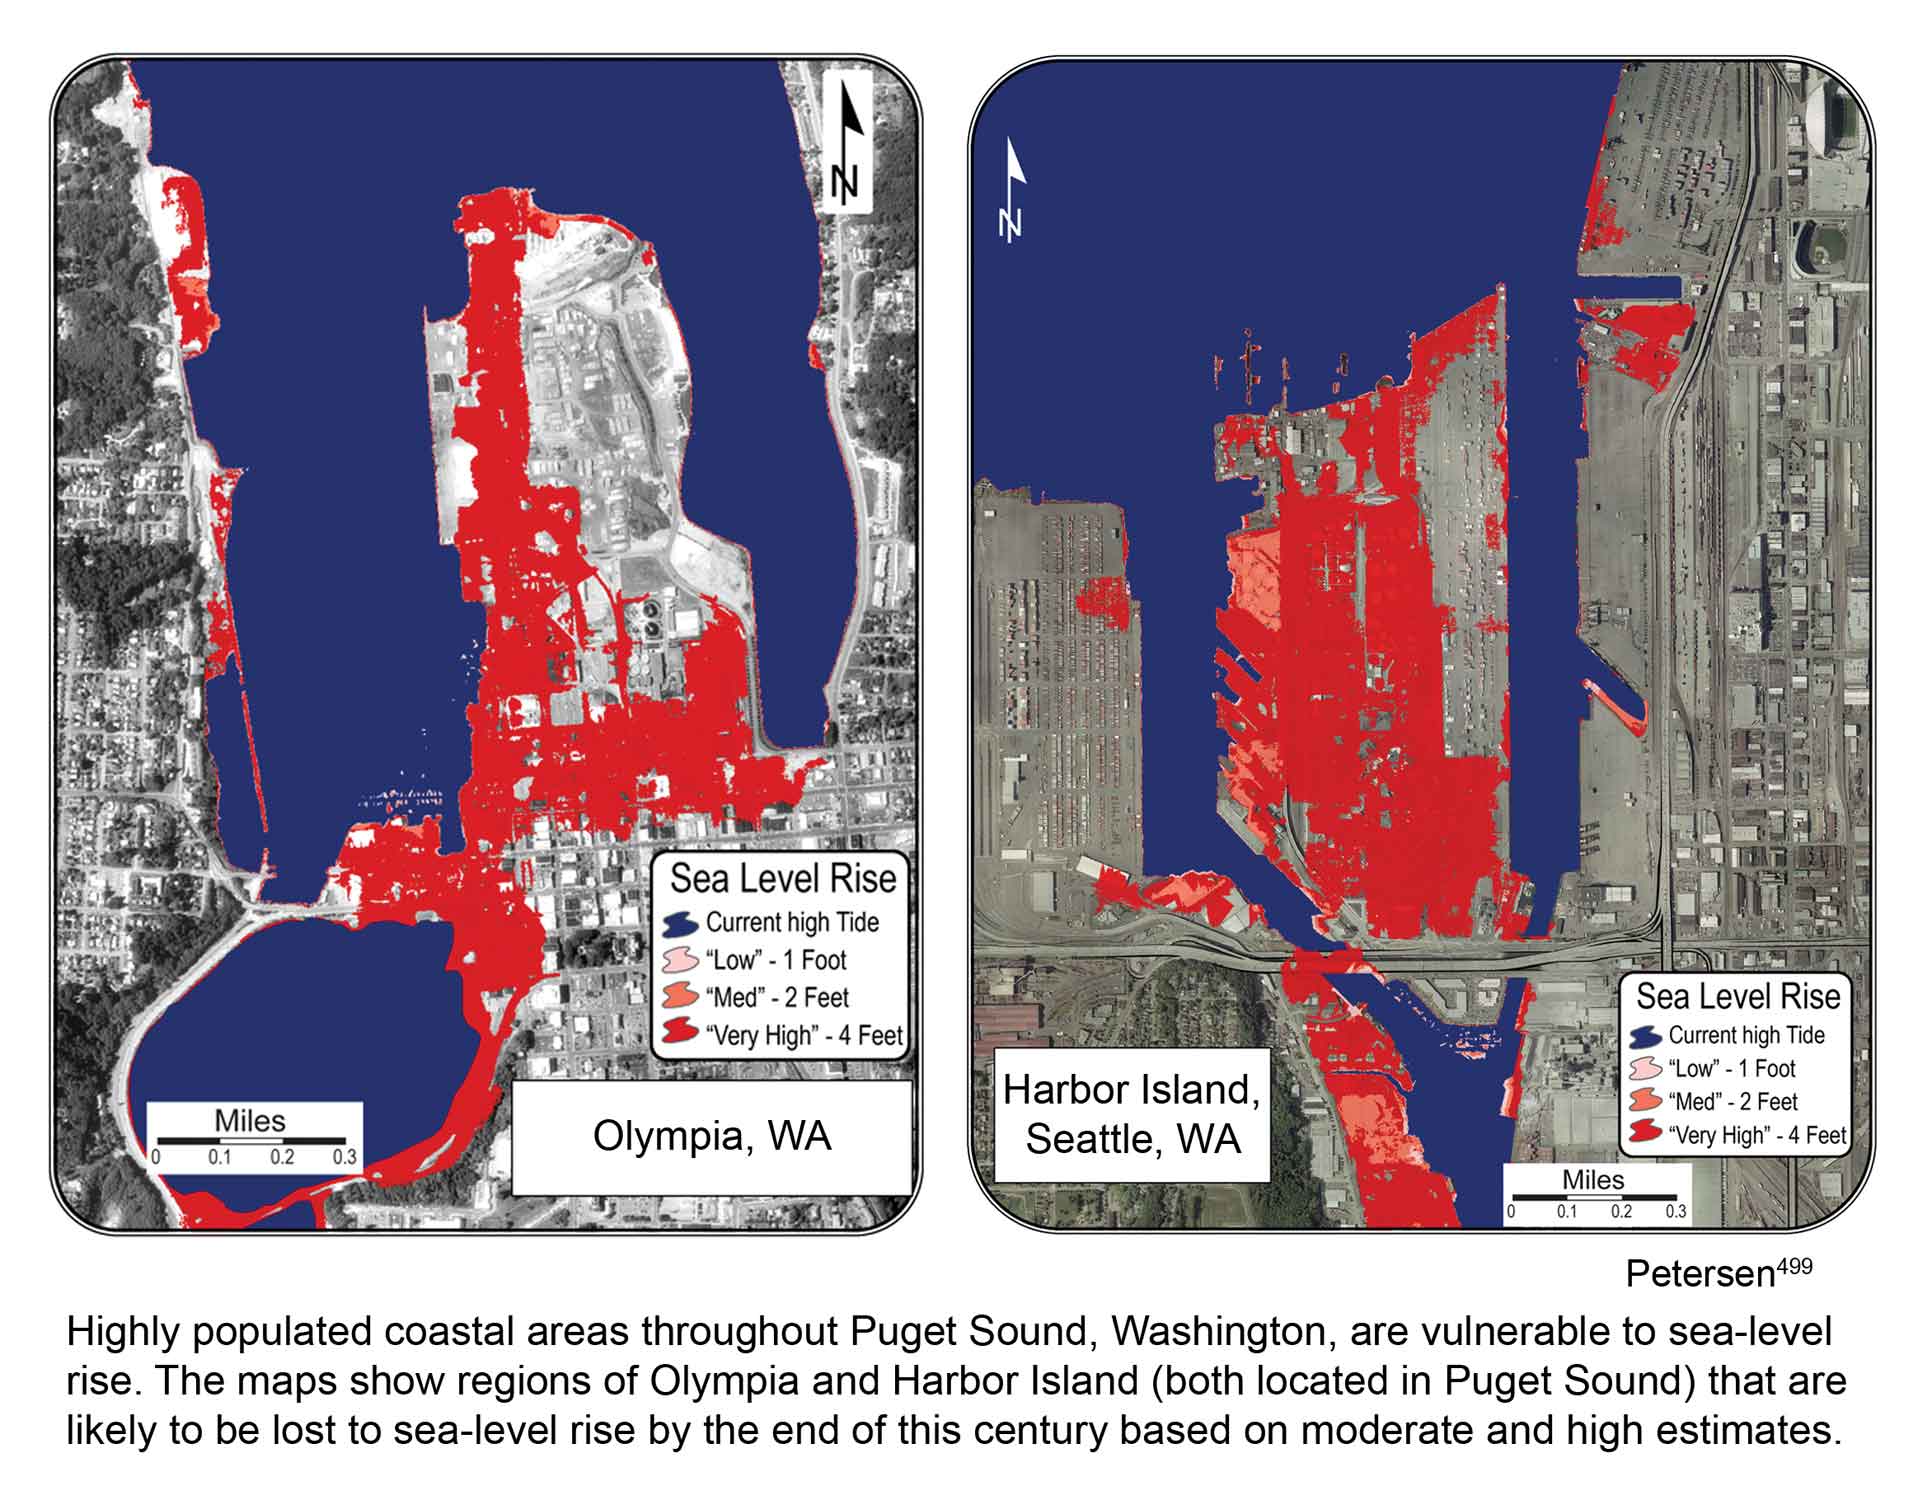 N
Sea Level Rise
Current high Tide
“Low” - 1 Foot
“Med” - 2 Feet
“Very High” - 4 Feet
Miles
0 0.1 0.2 0.3
Olympia, WA
N
Harbor Island,
Seattle, WA
Sea Level Rise
Current high Tide
“Low” - 1 Foot
“Med” - 2 Feet
“Very High” - 4 Feet
Miles
0 0.1 0.2 0.3
Petersen499
Highly populated coastal areas throughout Puget Sound, Washington, are vulnerable to sea-level
rise. The maps show regions of Olympia and Harbor Island (both located in Puget Sound) that are
likely to be lost to sea-level rise by the end of this century based on moderate and high estimates.